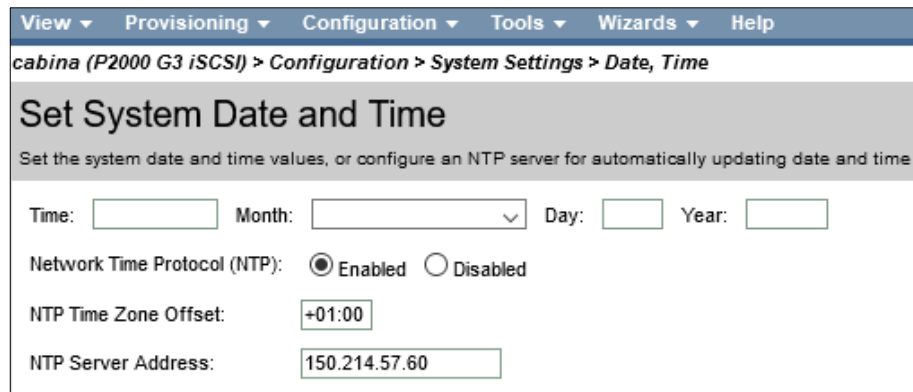 View Provisioning Configuration Tools Wizards Help
cabina (P2000 G3 iSCSI) > Configuration > System Settings > Date, Time
Set System Date and Time
Set the system date and time values, or configure an NTP server for automatically updating date and time
Time: Month: Day: Year:
Network Time Protocol (NTP): Enabled Disabled
NTP Time Zone Offset: +01:00
NTP Server Address: 150.214.57.60